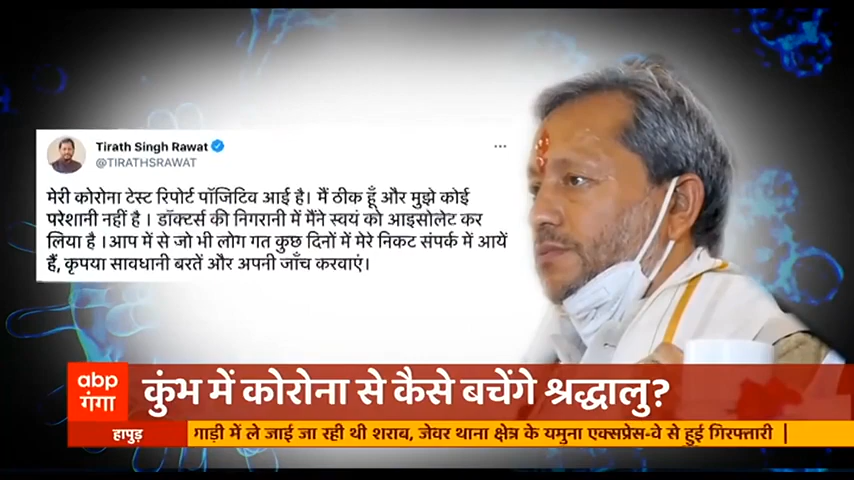 Tirath Singh Rawat
@TIRATHSRAWAT
मेरी कोरोना टेस्ट रिपोर्ट पॉजिटिव आई है। मैं ठीक हूँ और मुझे कोई
परेशानी नहीं है । डॉक्टर्स की निगरानी में मैंने स्वयं को आइसोलेट कर
लिया है ।आप में से जो भी लोग गत कुछ दिनों में मेरे निकट संपर्क में आयें
हैं, कृपया सावधानी बरतें और अपनी जाँच करवाएं।
abp
गंगा
कुंभ में कोरोना से कैसे बचेंगे श्रद्धालु?
हापुड़
गाड़ी में ले जाई जा रही थी शराब, जेवर थाना क्षेत्र के यमुना एक्सप्रेस-वे से हुई गिरफ्तारी